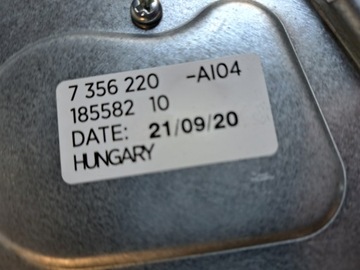 7 356 220 -AI04
185582 10
DATE: 21/09/20
HUNGARY